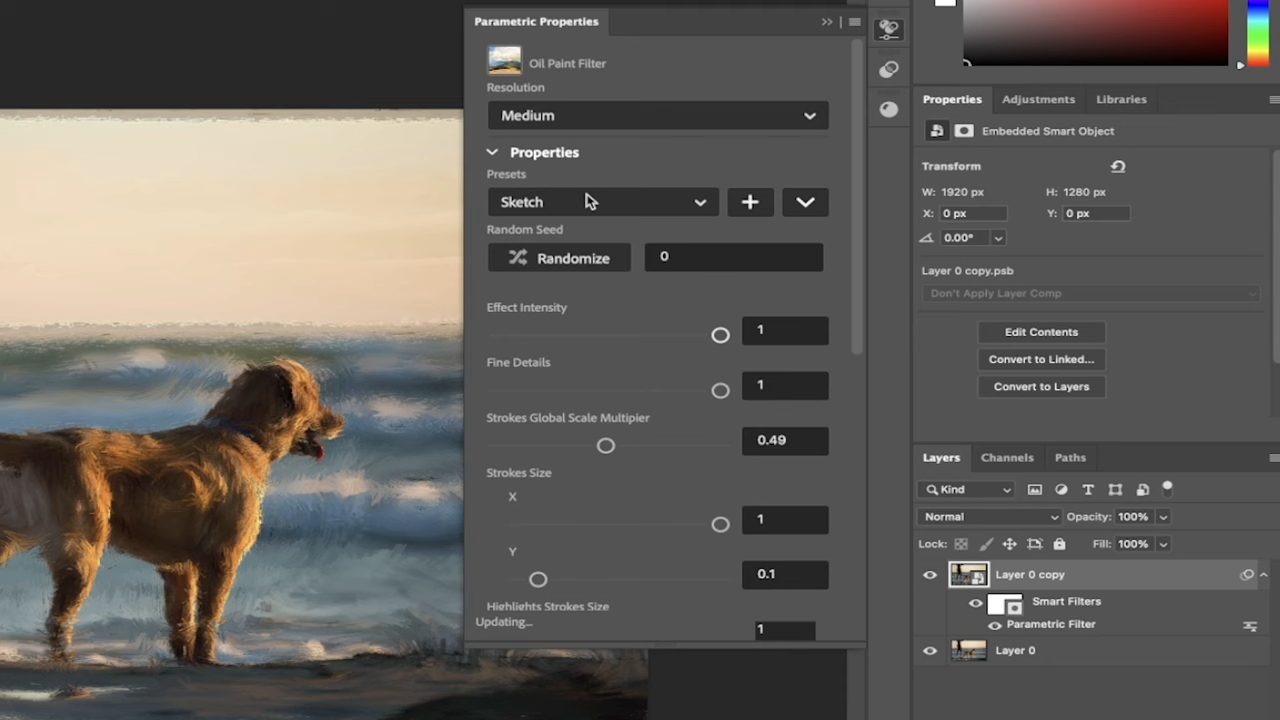 Parametric Properties
Oil Paint Filter
Resolution
Medium
Properties
Presets
Sketch
Random Seed
Randomize 0
Effect Intensity
1
Fine Details
1
Strokes Global Scale Multipier
0.49
Strokes Size
X
1
Y
0.1
Highlights Strokes Size
Updating...
1
Properties Adjustments Libraries
Embedded Smart Object
Transform
W: 1920 px H: 1280 px
X: 0 px Y: 0 px
0.00°
Layer 0 copy.psb
Don't Apply Layer Comp
Edit Contents
Convert to Linked...
Convert to Layers
Layers Channels Paths
Kind
Normal Opacity: 100%
Lock: Fill: 100%
Layer 0 copy
Smart Filters
Parametric Filter
Layer 0